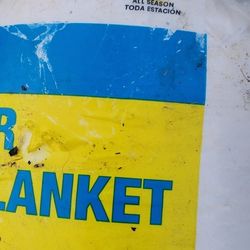 ALL SEASON
TODA ESTACIÓN
R
LANKET